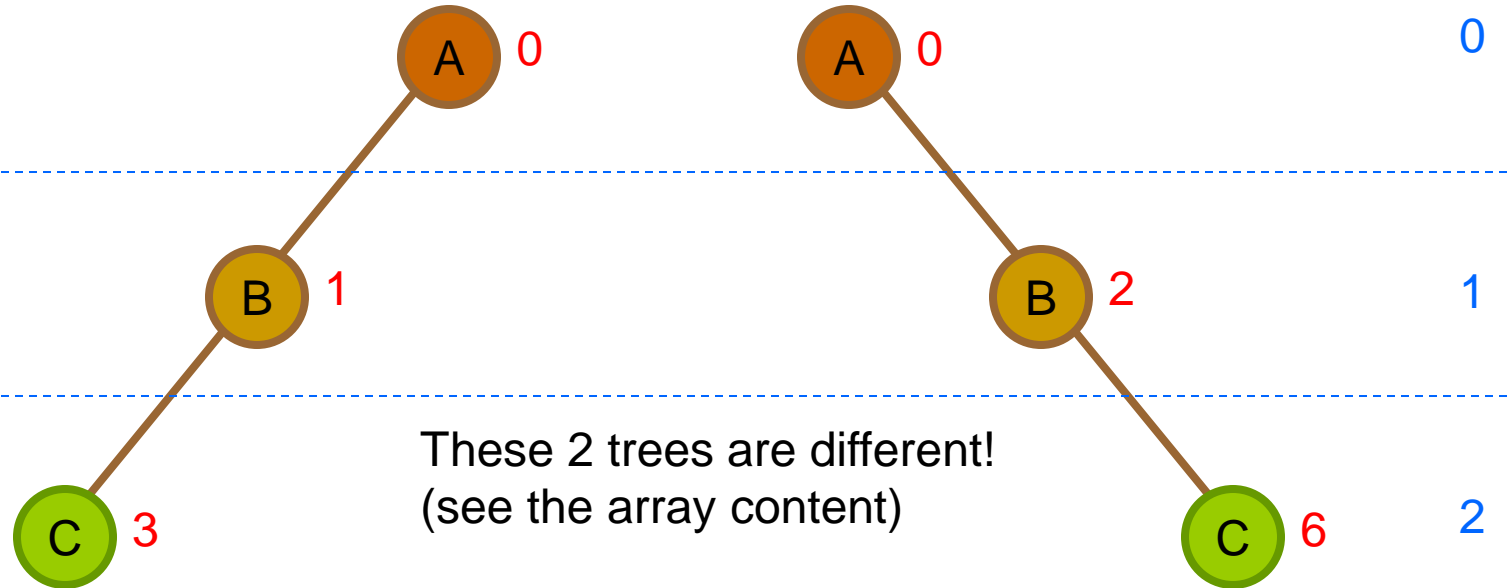 A 0 A 0 0
B 1 B 2 1
These 2 trees are different!
(see the array content)
C 3 C 6 2